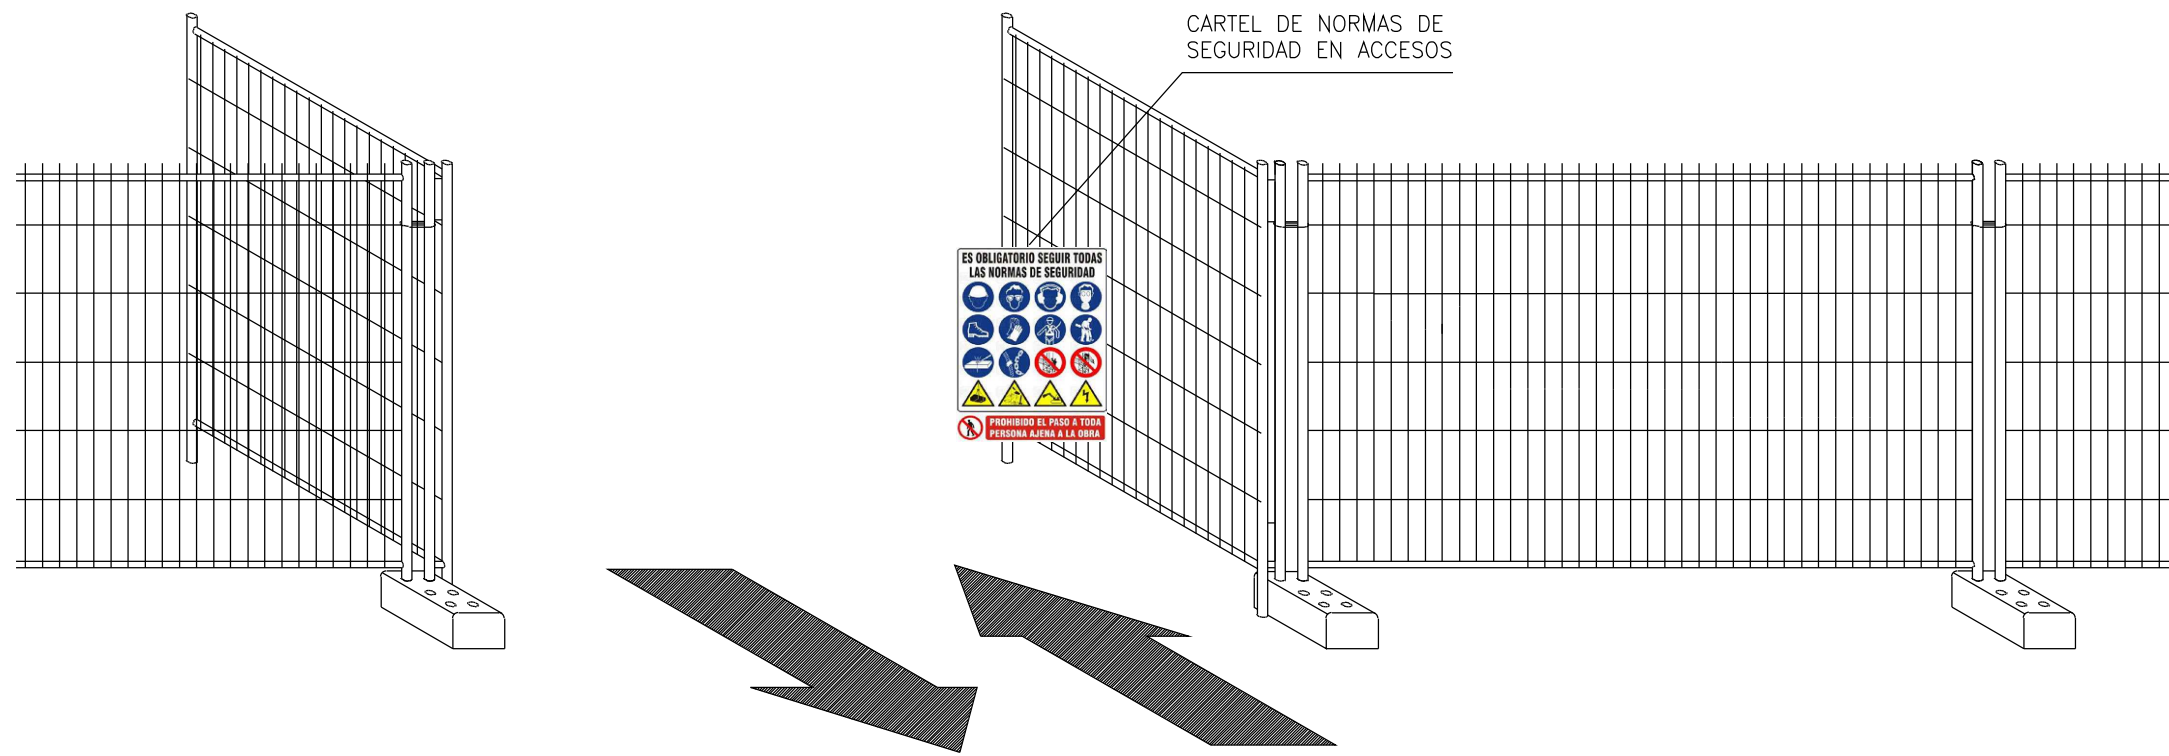 CARTEL DE NORMAS DE
SEGURIDAD EN ACCESOS
ES OBLIGATORIO SEGUIR TODAS
LAS NORMAS DE SEGURIDAD
PROHIBIDO EL PASO A TODA
PERSONA AJENA A LA OBRA